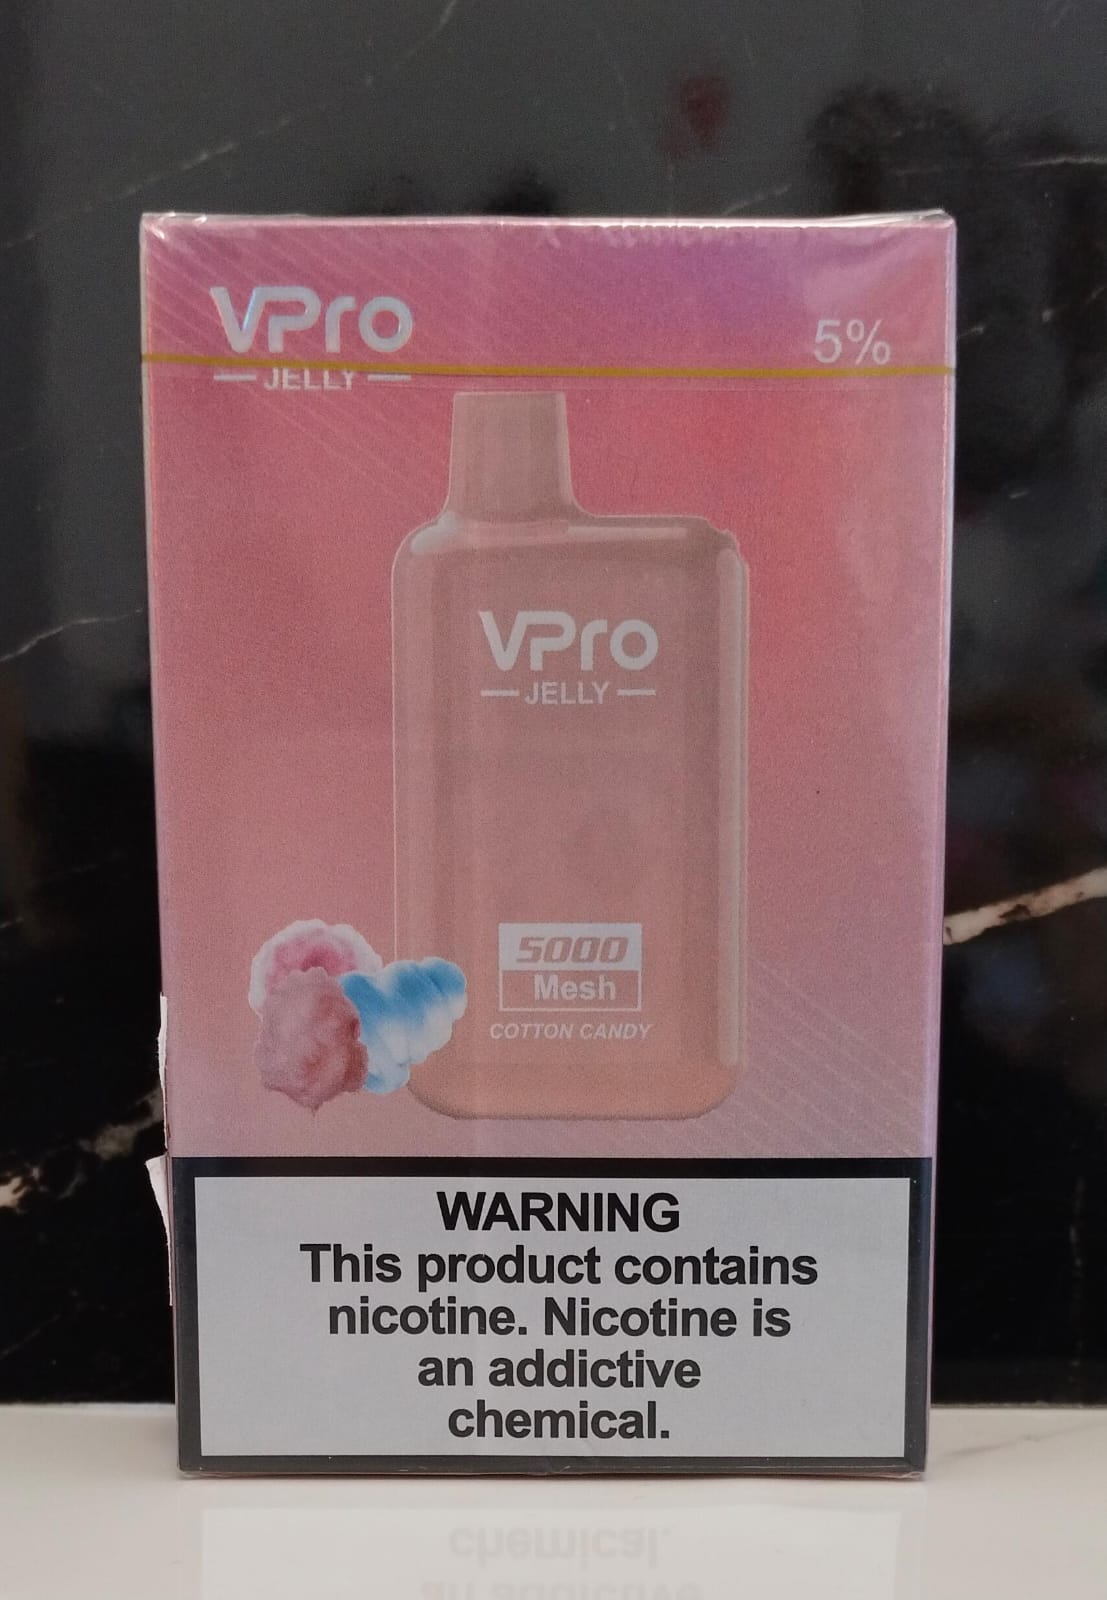 VPro
JELLY
5%
VPro
JELLY
5000
Mesh
COTTON CANDY
WARNING
This product contains
nicotine. Nicotine is
an addictive
chemical.